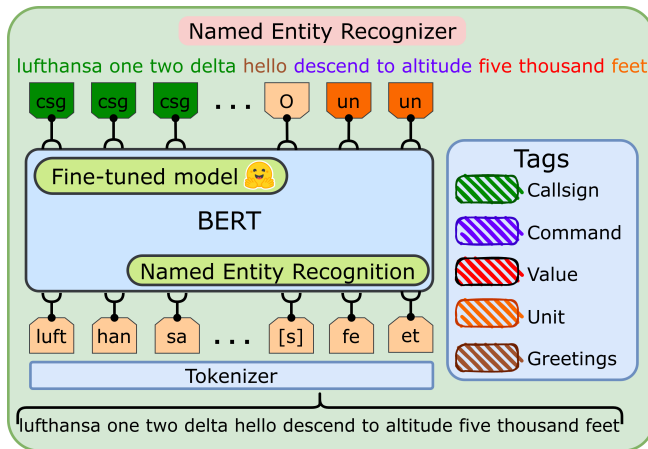 Named Entity Recognizer
lufthansa one two delta hello descend to altitude five thousand feet
csg csg csg ... O un un
Fine-tuned model
BERT
Named Entity Recognition
luft han sa ... [s] fe et
Tokenizer
lufthansa one two delta hello descend to altitude five thousand feet
Tags
Callsign
Command
Value
Unit
Greetings